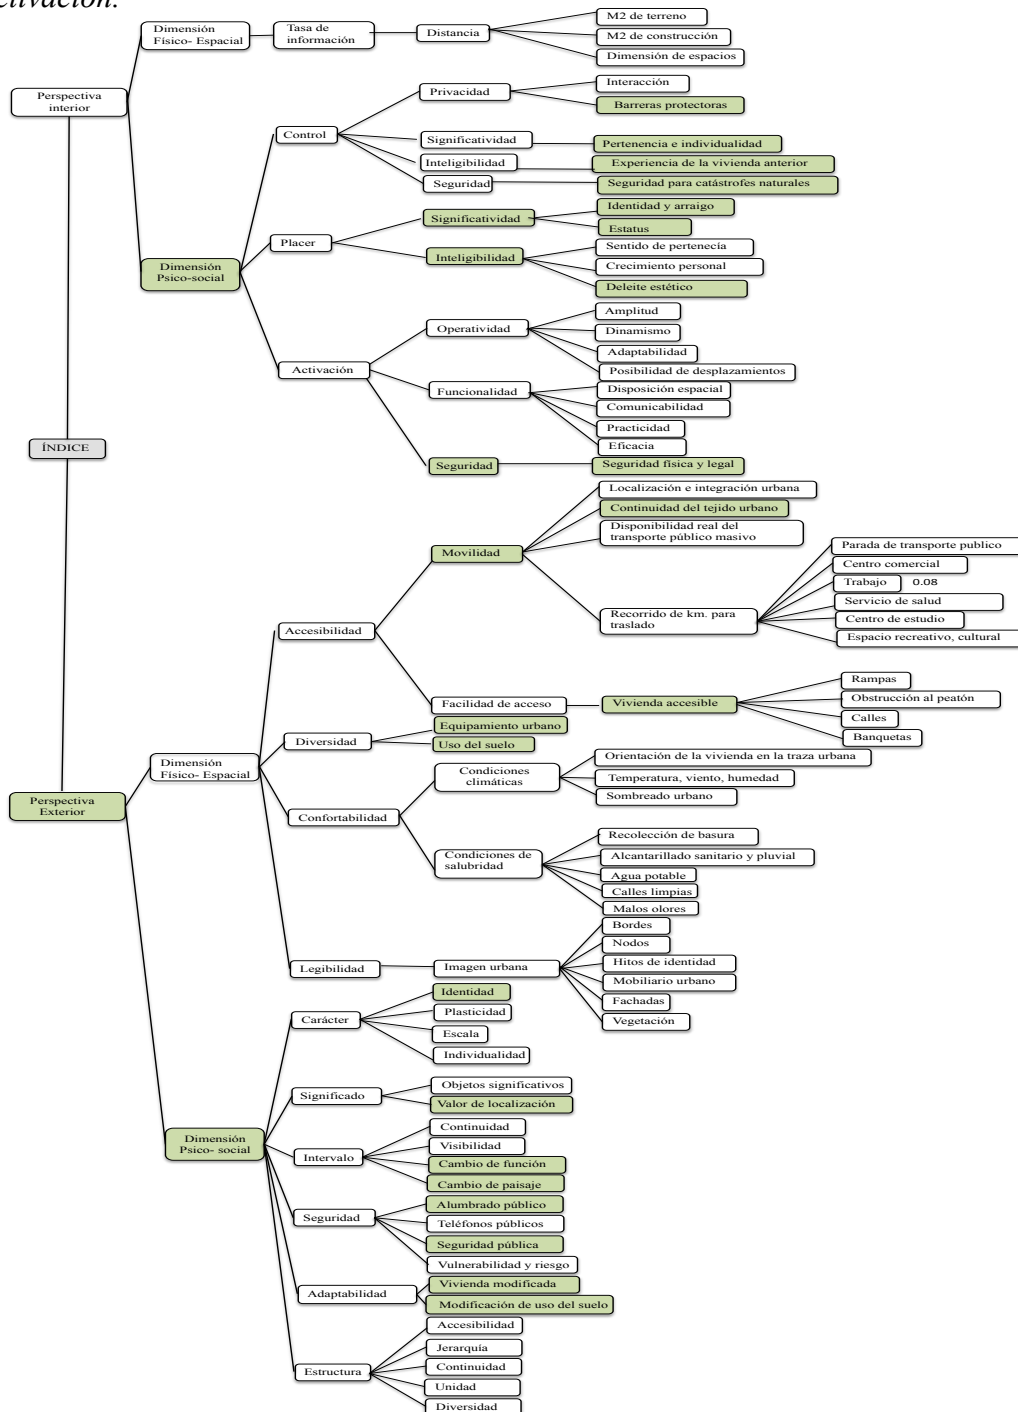 ctivación.
Dimensión
Físico- Espacial
Tasa de
información
Distancia
M2 de terreno
M2 de construcción
Dimensión de espacios
Perspectiva
interior
Control
Privacidad
Interacción
Barreras protectoras
Significatividad
Pertenencia e individualidad
Inteligibilidad
Experiencia de la vivienda anterior
Seguridad
Seguridad para catástrofes naturales
Dimensión
Psico-social
Placer
Significatividad
Identidad y arraigo
Estatus
Inteligibilidad
Sentido de pertenecía
Crecimiento personal
Deleite estético
Activación
Operatividad
Amplitud
Dinamismo
Adaptabilidad
Posibilidad de desplazamientos
Funcionalidad
Disposición espacial
Comunicabilidad
Practicidad
Eficacia
Seguridad
Seguridad física y legal
ÍNDICE
Perspectiva
Exterior
Dimensión
Físico- Espacial
Accesibilidad
Movilidad
Localización e integración urbana
Continuidad del tejido urbano
Disponibilidad real del
transporte público masivo
Recorrido de km. para
traslado
Parada de transporte publico
Centro comercial
Trabajo 0.08
Servicio de salud
Centro de estudio
Espacio recreativo, cultural
Facilidad de acceso
Vivienda accesible
Rampas
Obstrucción al peatón
Calles
Banquetas
Diversidad
Equipamiento urbano
Uso del suelo
Confortabilidad
Condiciones
climáticas
Orientación de la vivienda en la traza urbana
Temperatura, viento, humedad
Sombreado urbano
Condiciones de
salubridad
Recolección de basura
Alcantarillado sanitario y pluvial
Agua potable
Calles limpias
Malos olores
Legibilidad
Imagen urbana
Bordes
Nodos
Hitos de identidad
Mobiliario urbano
Fachadas
Vegetación
Dimensión
Psico- social
Carácter
Identidad
Plasticidad
Escala
Individualidad
Significado
Objetos significativos
Valor de localización
Intervalo
Continuidad
Visibilidad
Cambio de función
Cambio de paisaje
Seguridad
Alumbrado público
Teléfonos públicos
Seguridad pública
Vulnerabilidad y riesgo
Adaptabilidad
Vivienda modificada
Modificación de uso del suelo
Estructura
Accesibilidad
Jerarquía
Continuidad
Unidad
Diversidad